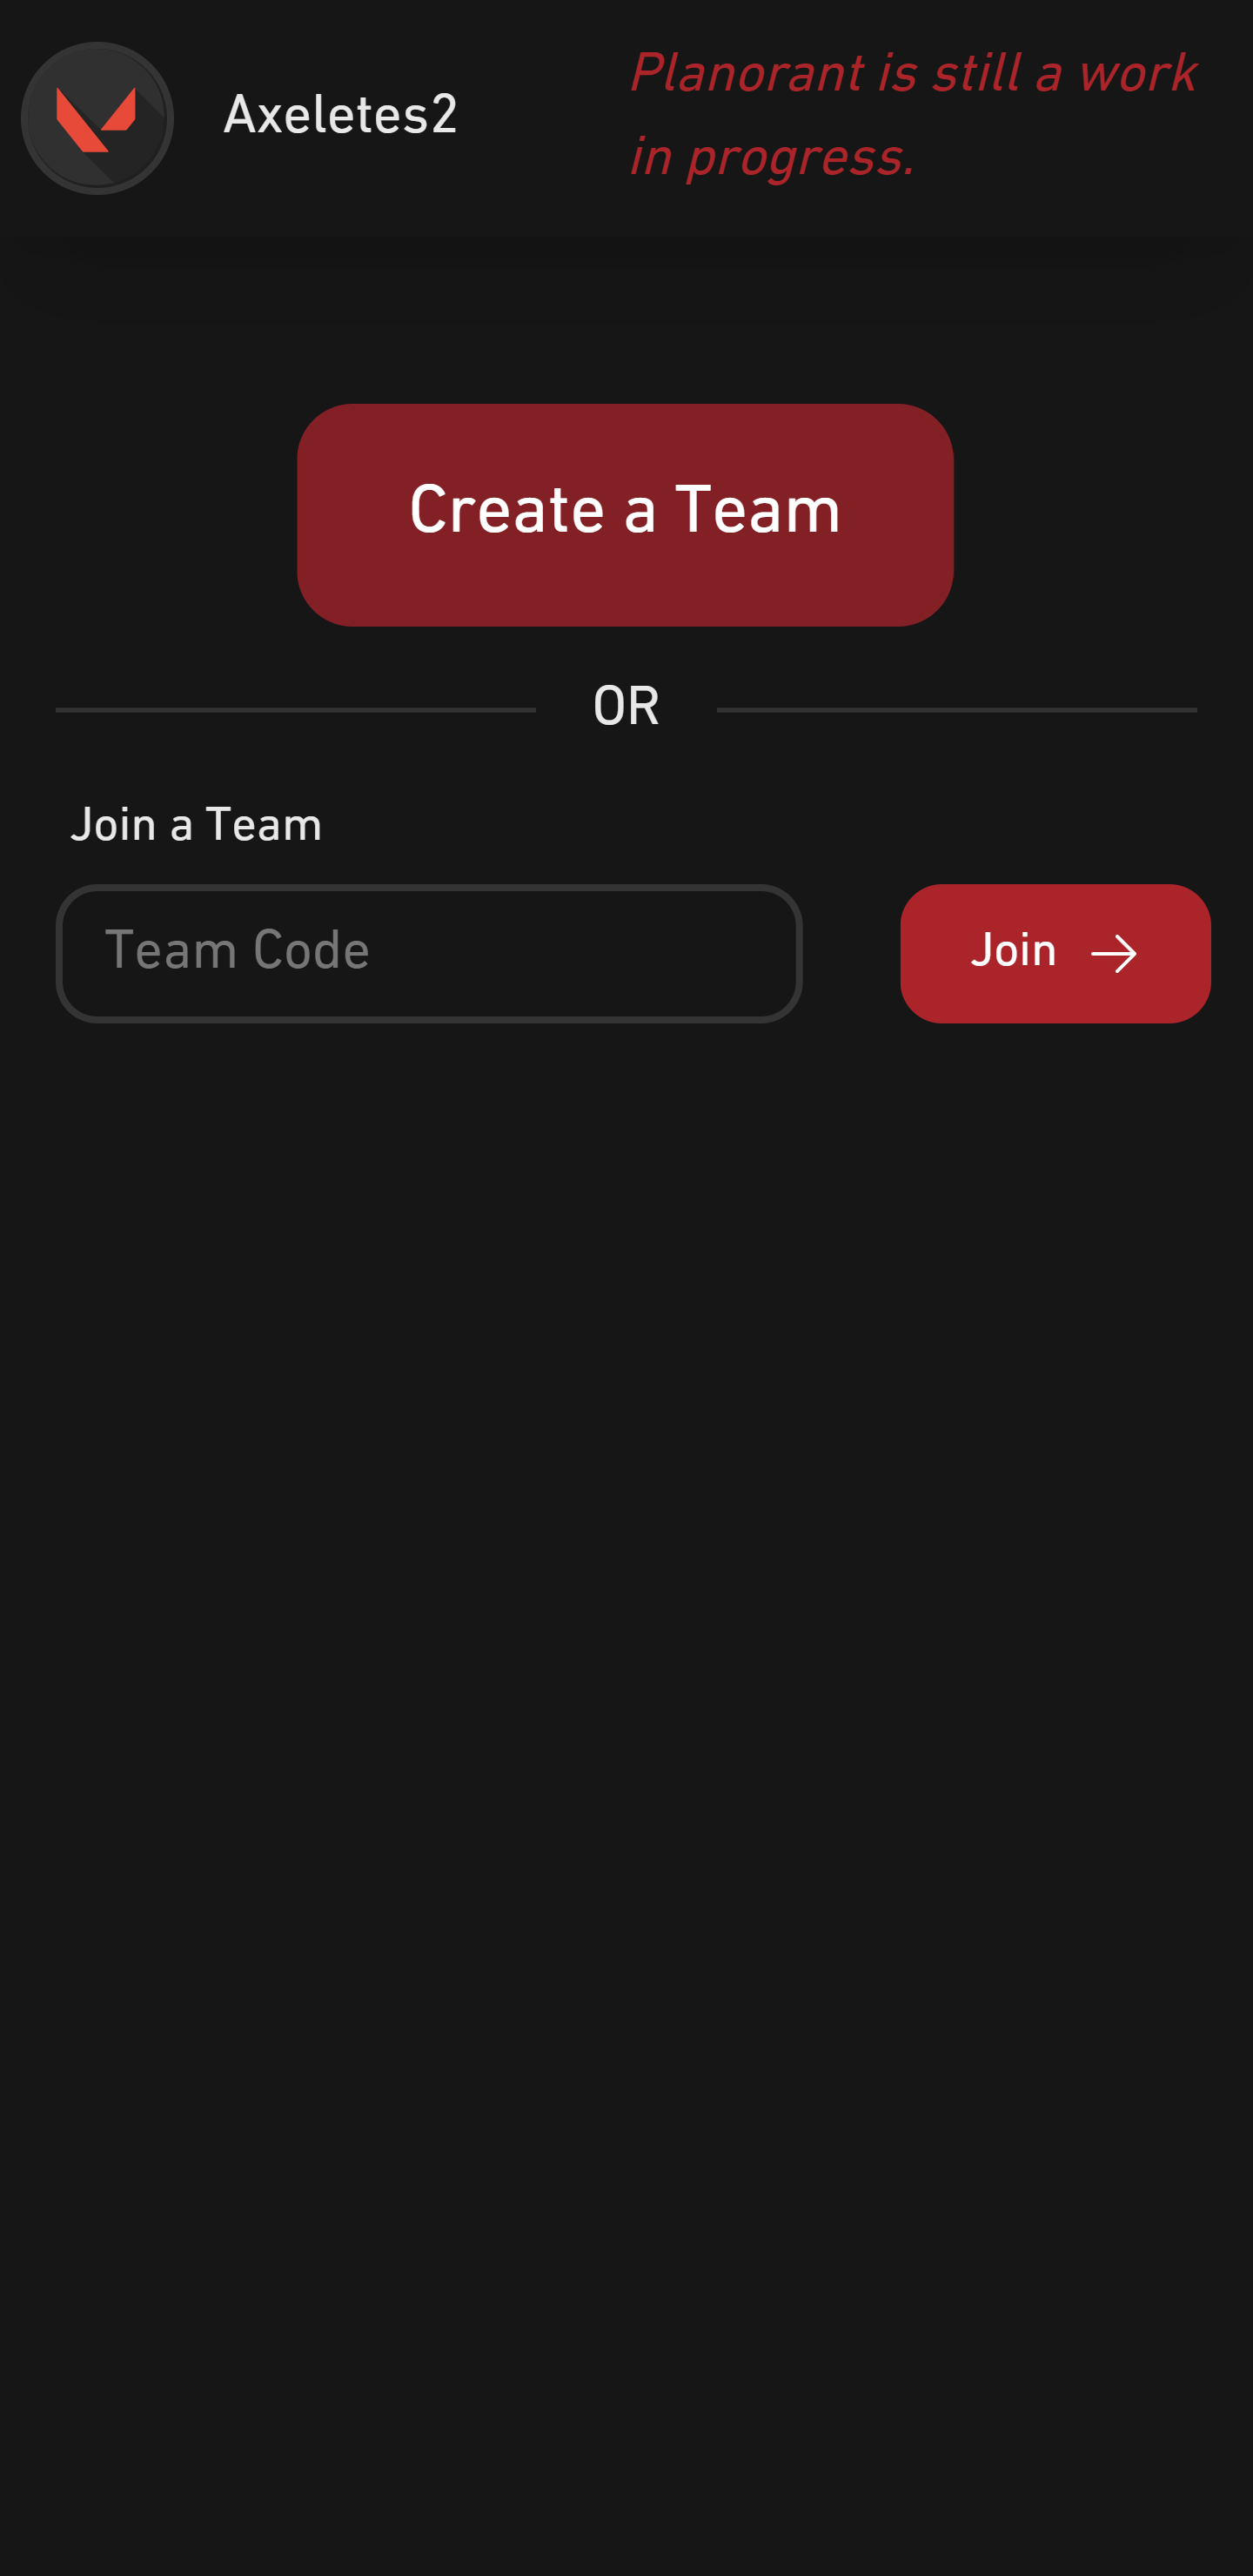 Axeletes2
Planorant is still a work
in progress.
Create a Team
OR
Join a Team
Team Code
Join